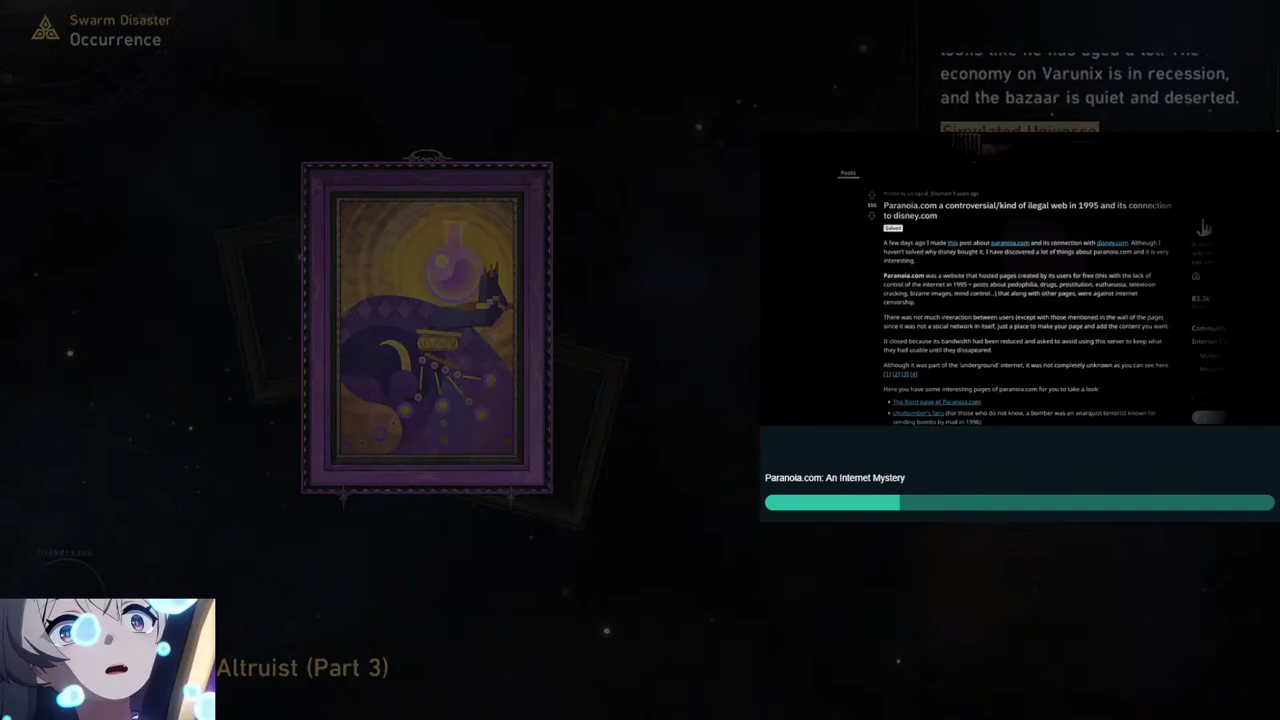 Swarm Disaster
Occurrence
economy on Varunix is in recession,
and the bazaar is quiet and deserted.
Simulated Universe
Posts
3 years ago
Paranoia.com a controversial/kind of ilegal web in 1995 and its connection
to disney.com
Solved
A few days ago I made this post about paranoia.com and its connection with disney.com. Although I
haven't solved why disney bought it, I have discovered a lot of things about paranoia.com and it is very
interesting.
Paranoia.com was a website that hosted pages created by its users for free (this with the lack of
control of the internet in 1995 = posts about pedophilia, drugs, prostitution, euthanasia, television
cracking, bizarre images, mind control...) that along with other pages, were against internet
censorship.
There was not much interaction between users (except with those mentioned in the wall of the page)
since it was not a social network in itself, just a place to make your page and add the content you want.
It closed because its bandwidth had been reduced and asked to avoid using this server to keep what
they had usable until they disappeared.
Although it was part of the 'underground' internet, it was not completely unknown as you can see here
[1] [2] [3] [4]
Here you have some interesting pages of paranoia.com for you to take a look:
• The front page of Paranoia.com
• Unabomber's fans (For those who do not know, a bomber was an anarquist terrorist known for
sending bombs by mail in 1996)
Paranoia.com: An Internet Mystery
Altruist (Part 3)